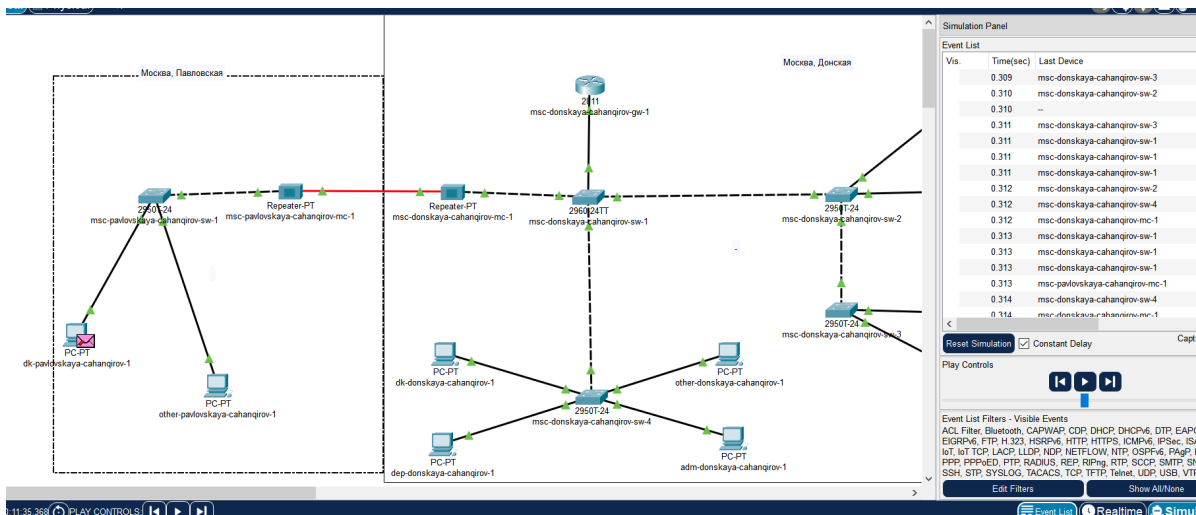 Simulation Panel
Event List
Vis. Time(sec) Last Device
0.309 msc-donskaya-cahanqirov-sw-3
0.310 msc-donskaya-cahanqirov-sw-2
0.310 --
0.311 msc-donskaya-cahanqirov-sw-3
0.311 msc-donskaya-cahanqirov-sw-1
0.311 msc-donskaya-cahanqirov-sw-1
0.311 msc-donskaya-cahanqirov-sw-1
0.312 msc-donskaya-cahanqirov-sw-2
0.312 msc-donskaya-cahanqirov-sw-4
0.312 msc-donskaya-cahanqirov-mc-1
0.313 msc-donskaya-cahanqirov-sw-1
0.313 msc-donskaya-cahanqirov-sw-1
0.313 msc-donskaya-cahanqirov-sw-1
0.313 msc-pavlovskaya-cahanqirov-mc-1
0.314 msc-donskaya-cahanqirov-sw-4
0.314 msc-donskaya-cahanqirov-mc-1
Reset Simulation Constant Delay
Play Controls
Event List Filters - Visible Events
ACL Filter, Bluetooth, CAPWAP, CDP, DHCP, DHCPv6, DTP,
EIGRPv6, FTP, H.323, HSRPv6, HTTP, HTTPS, ICMPv6, IPSec,
IoT, IoT TCP, LACP, LLDP, NDP, NETFLOW, NTP, OSPFv6, PAgP,
PPP, PPPoED, PTP, RADIUS, REP, RIPng, RTP, SCCP, SMTP,
SSH, STP, SYSLOG, TACACS, TCP, TFTP, Telnet, UDP, USB,
Edit Filters Show All/None
Москва, Павловская
Москва, Донская
2811
msc-donskaya-cahanqirov-gw-1
2950T-24
msc-pavlovskaya-cahanqirov-sw-1
Repeater-PT
msc-pavlovskaya-cahanqirov-mc-1
Repeater-PT
msc-donskaya-cahanqirov-mc-1
2960-24TT
msc-donskaya-cahanqirov-sw-1
2950T-24
msc-donskaya-cahanqirov-sw-2
2950T-24
msc-donskaya-cahanqirov-sw-3
PC-PT
dk-pavlovskaya-cahanqirov-1
PC-PT
other-pavlovskaya-cahanqirov-1
PC-PT
dk-donskaya-cahanqirov-1
PC-PT
other-donskaya-cahanqirov-1
2950T-24
msc-donskaya-cahanqirov-sw-4
PC-PT
dep-donskaya-cahanqirov-1
PC-PT
adm-donskaya-cahanqirov-1
PLAY CONTROLS:
Event List Realtime